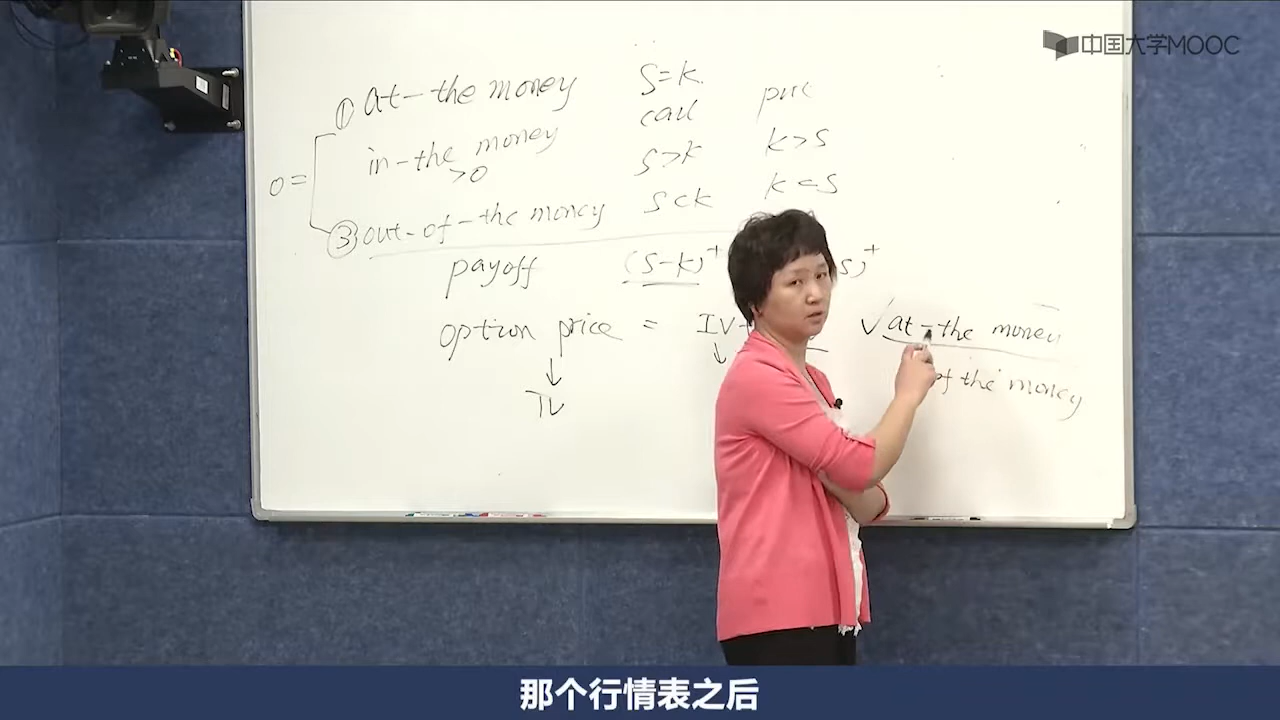 中国大学MOOC
① at-the money S=K.
call put
in-the money S>K K>S
>0
0=
③ out-of-the money S<K K<S
payoff (S-K)⁺ S)⁺
option price = IV+ √ at-the money
↓ ↓ of the money
TV
那个行情表之后